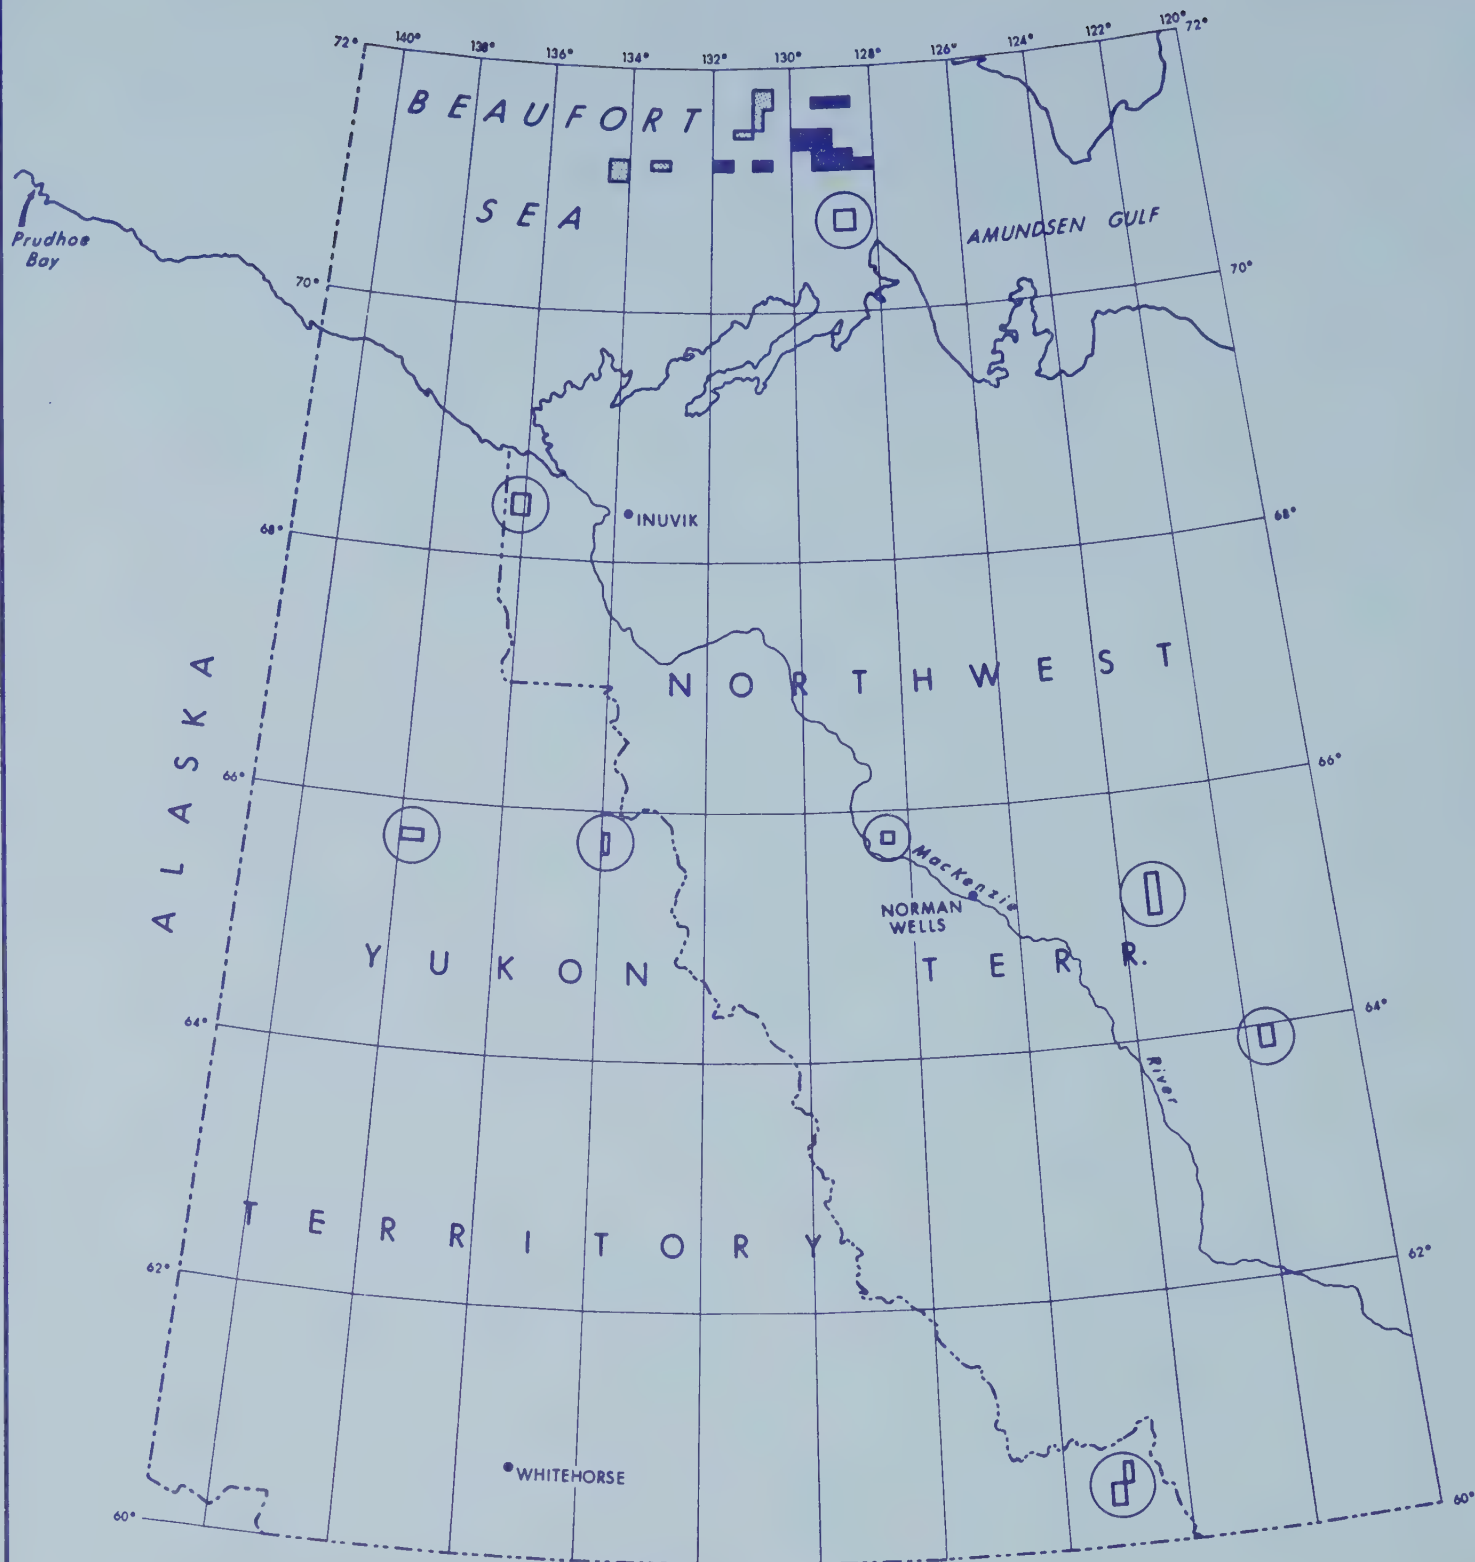 72° 140° 138° 136° 134° 132° 130° 128° 126° 124° 122° 120° 72°
BEAUFORT
SEA
AMUNDSEN GULF
Prudhoe
Bay
70° 70°
INUVIK
68° 68°
ALASKA
NORTHWEST
66° 66°
MacKenzie
NORMAN
WELLS
YUKON
TERR.
64° 64°
River
TERRITORY
62° 62°
WHITEHORSE
60° 60°